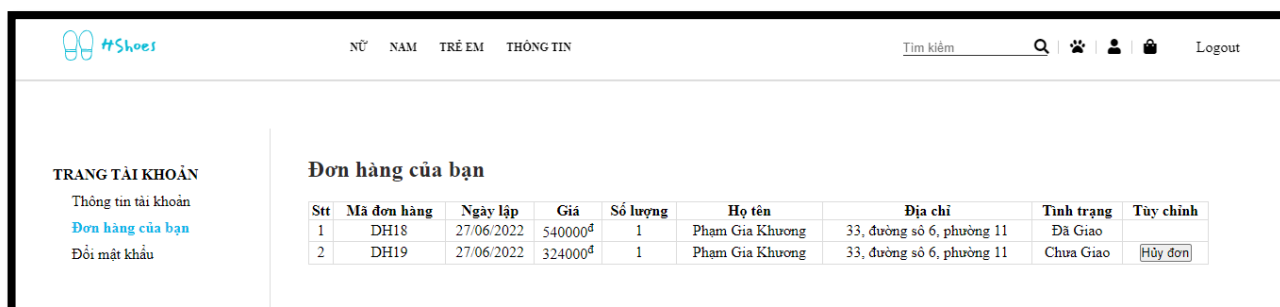 #Shoes NỮ NAM TRẺ EM THÔNG TIN Tìm kiếm Logout
TRANG TÀI KHOẢN
Thông tin tài khoản
Đơn hàng của bạn
Đổi mật khẩu
Đơn hàng của bạn
Stt Mã đơn hàng Ngày lập Giá Số lượng Họ tên Địa chỉ Tình trạng Tùy chỉnh
1 DH18 27/06/2022 540000đ 1 Phạm Gia Khương 33, đường số 6, phường 11 Đã Giao
2 DH19 27/06/2022 324000đ 1 Phạm Gia Khương 33, đường số 6, phường 11 Chưa Giao Hủy đơn